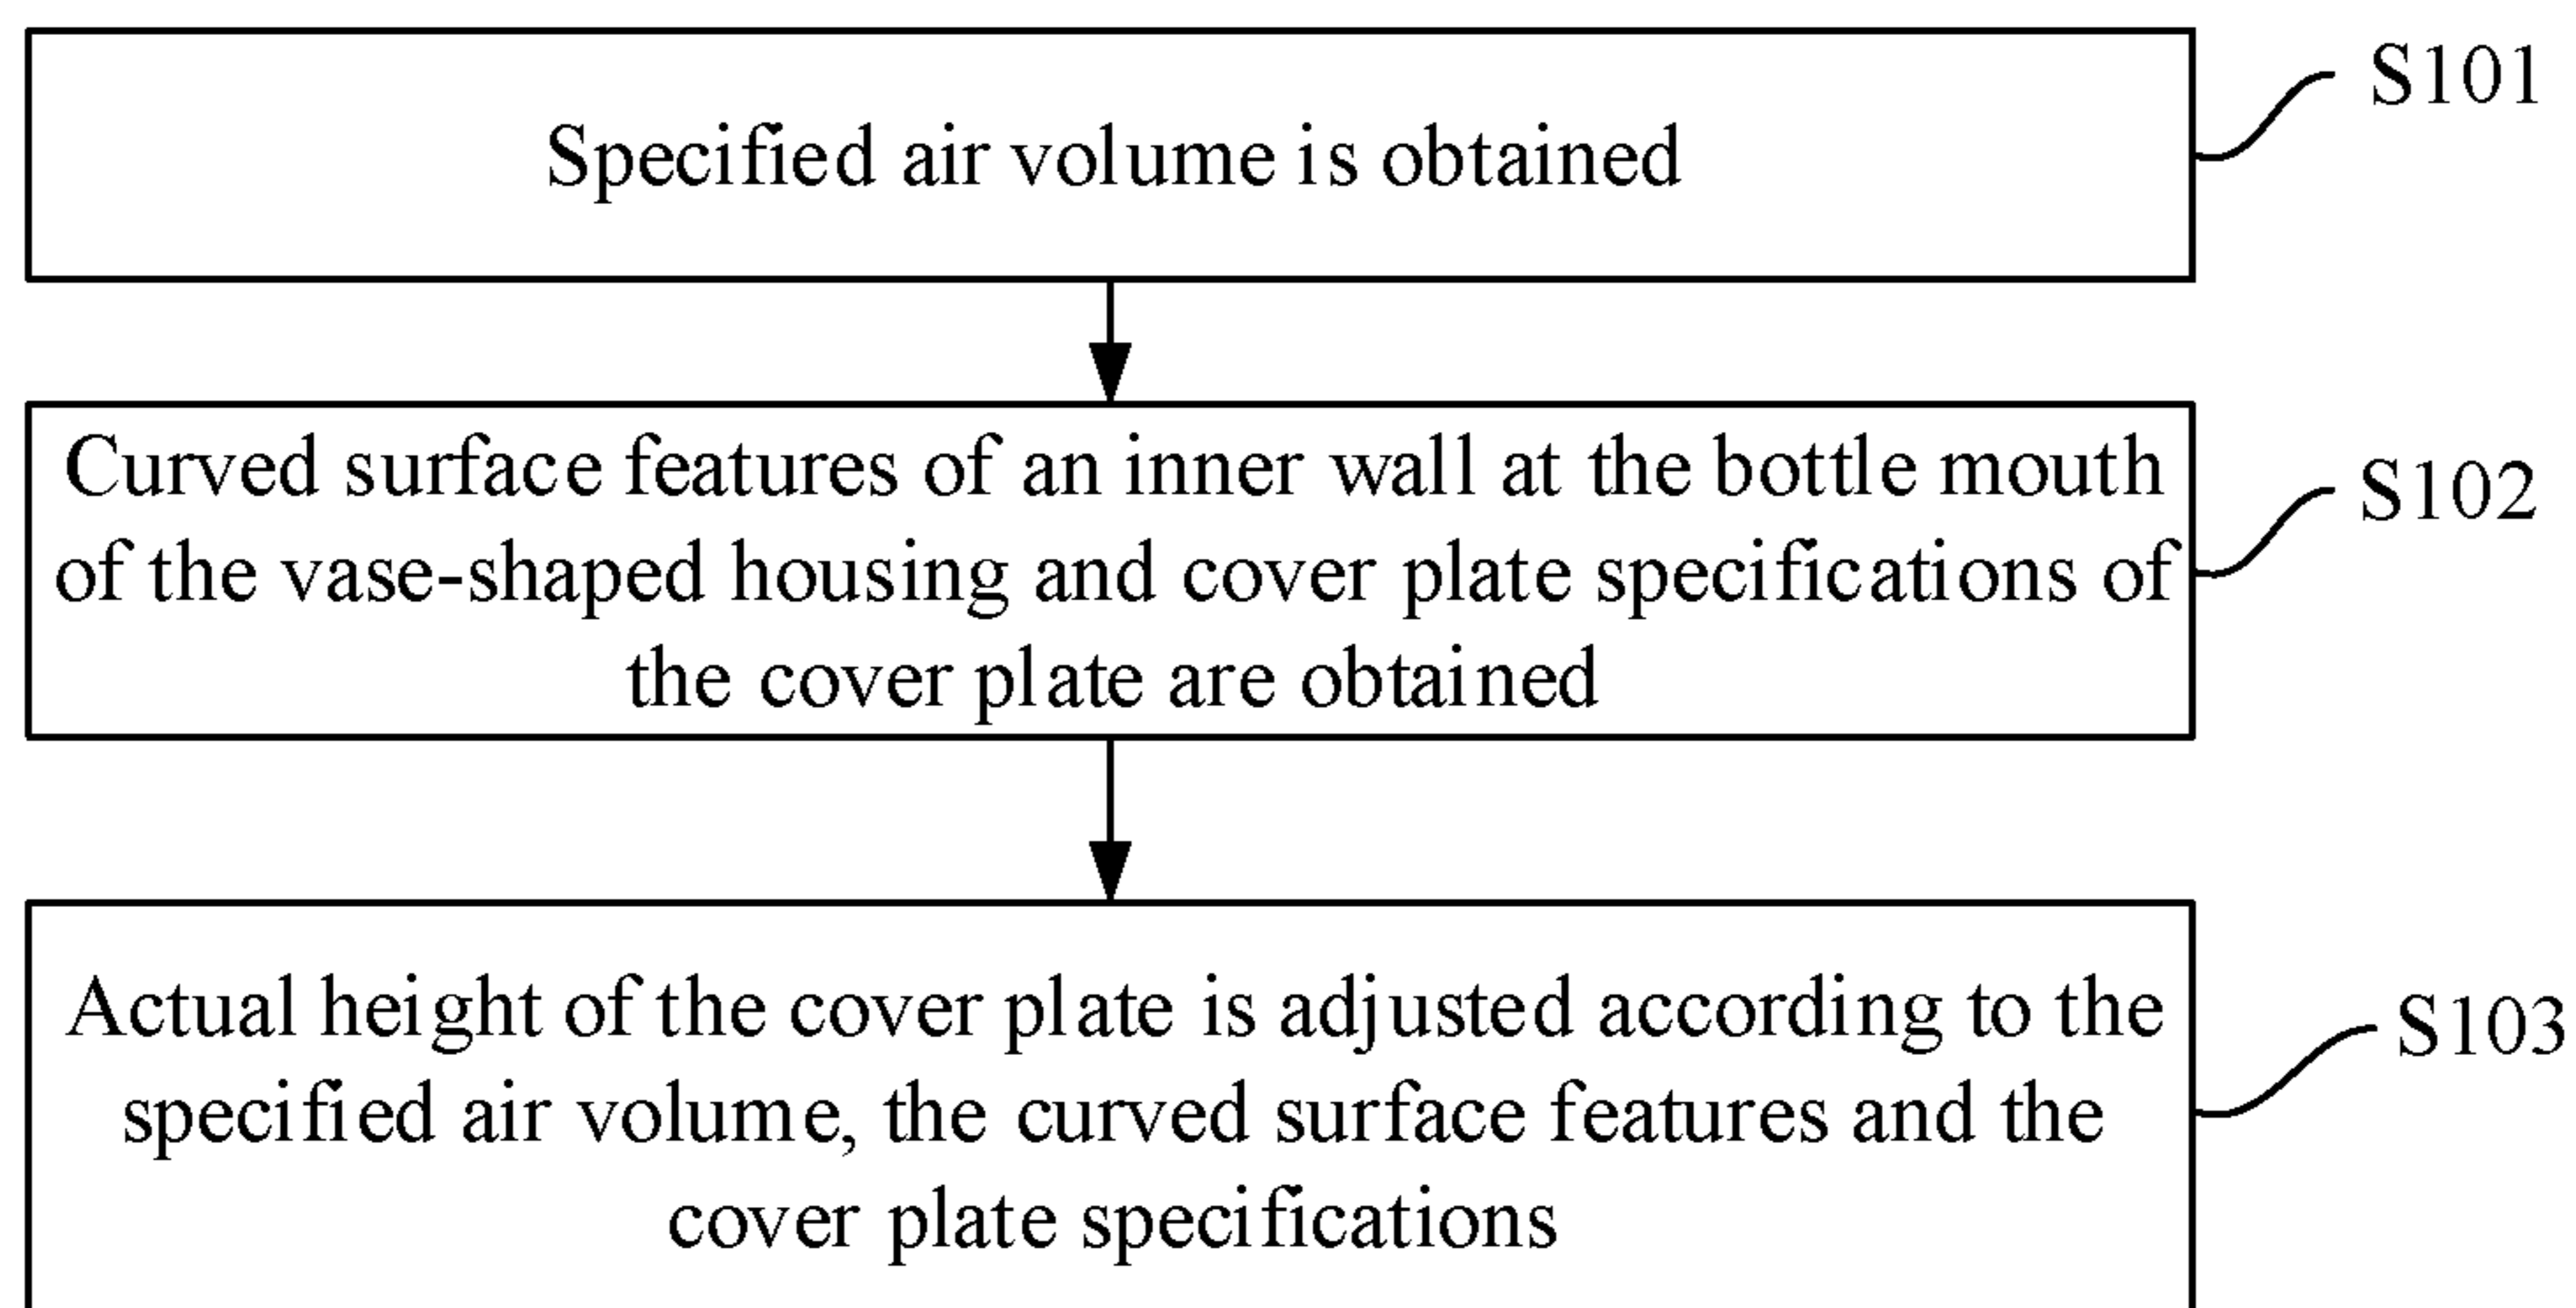 Specified air volume is obtained
S101
Curved surface features of an inner wall at the bottle mouth
of the vase-shaped housing and cover plate specifications of
the cover plate are obtained
S102
Actual height of the cover plate is adjusted according to the
specified air volume, the curved surface features and the
cover plate specifications
S103